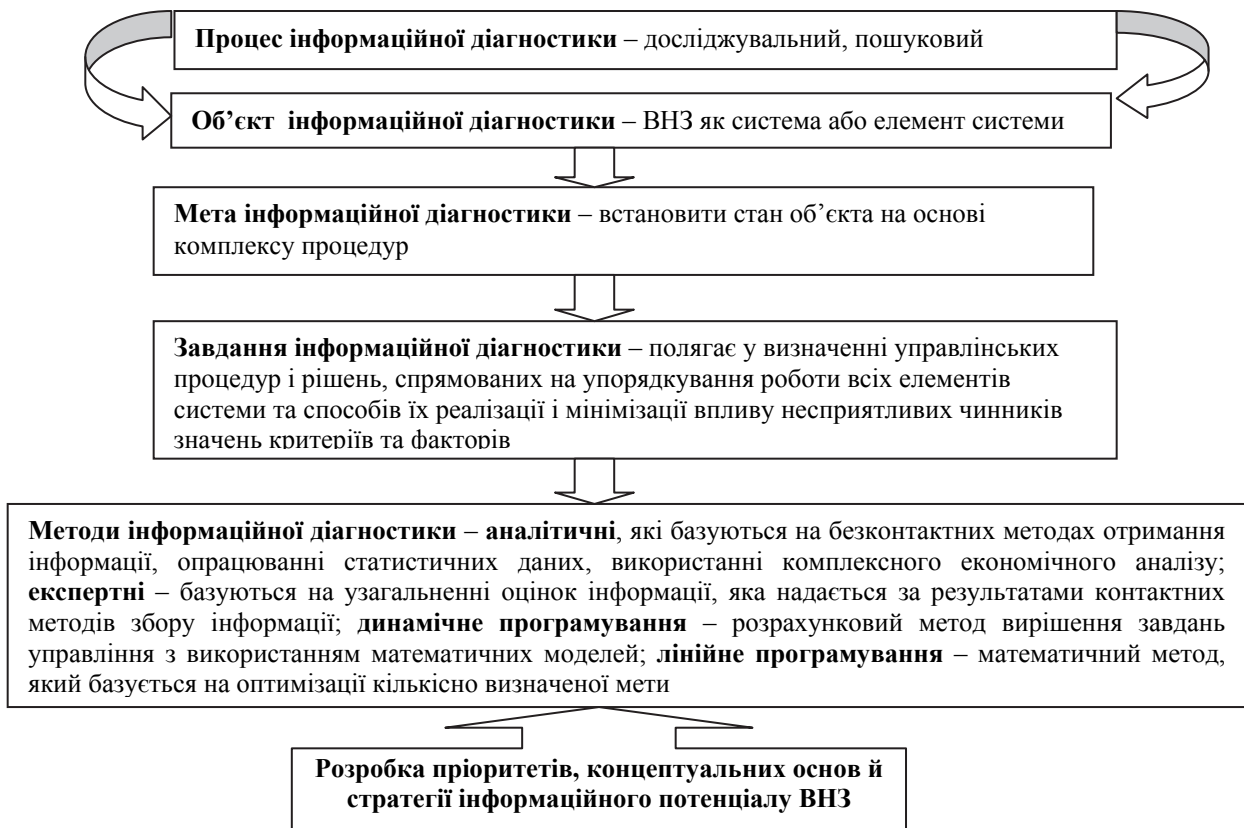 Процес інформаційної діагностики – досліджувальний, пошуковий
Об’єкт інформаційної діагностики – ВНЗ як система або елемент системи
Мета інформаційної діагностики – встановити стан об’єкта на основі
комплексу процедур
Завдання інформаційної діагностики – полягає у визначенні управлінських
процедур і рішень, спрямованих на упорядкування роботи всіх елементів
системи та способів їх реалізації і мінімізації впливу несприятливих чинників
значень критеріїв та факторів
Методи інформаційної діагностики – аналітичні, які базуються на безконтактних методах отримання
інформації, опрацюванні статистичних даних, використанні комплексного економічного аналізу;
експертні – базуються на узагальненні оцінок інформації, яка надається за результатами контактних
методів збору інформації; динамічне програмування – розрахунковий метод вирішення завдань
управління з використанням математичних моделей; лінійне програмування – математичний метод,
який базується на оптимізації кількісно визначеної мети
Розробка пріоритетів, концептуальних основ й
стратегії інформаційного потенціалу ВНЗ